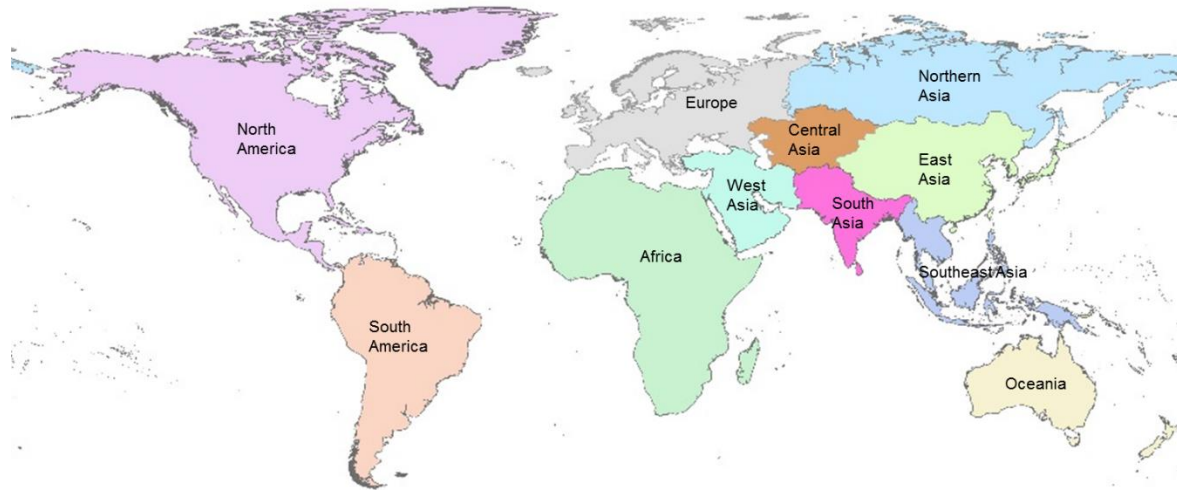 Northern
Asia
Europe
North
America
Central
Asia
East
Asia
West
Asia
South
Asia
Africa
Southeast Asia
South
America
Oceania